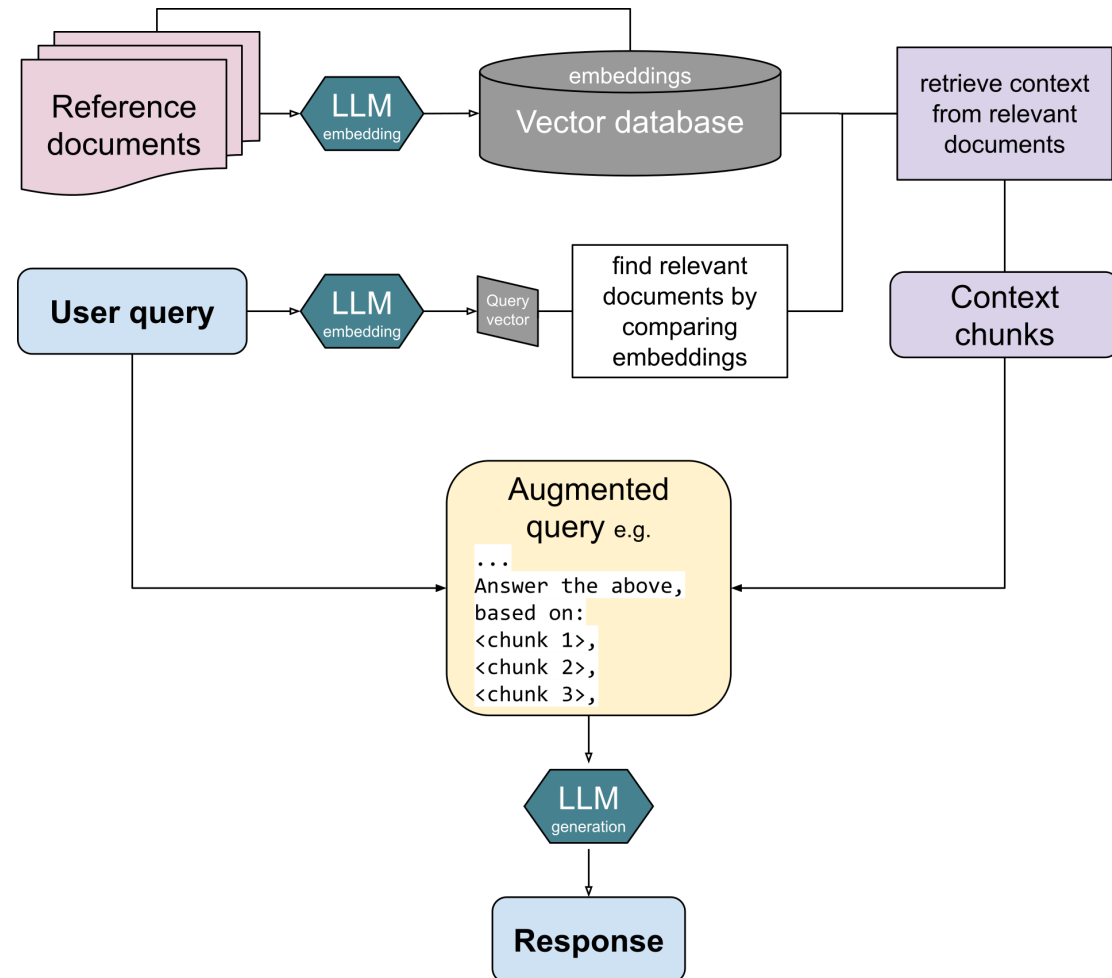 Reference
documents
LLM
embedding
embeddings
Vector database
retrieve context
from relevant
documents
User query
LLM
embedding
Query
vector
find relevant
documents by
comparing
embeddings
Context
chunks
Augmented
query e.g.
...
Answer the above,
based on:
<chunk 1>,
<chunk 2>,
<chunk 3>,
LLM
generation
Response